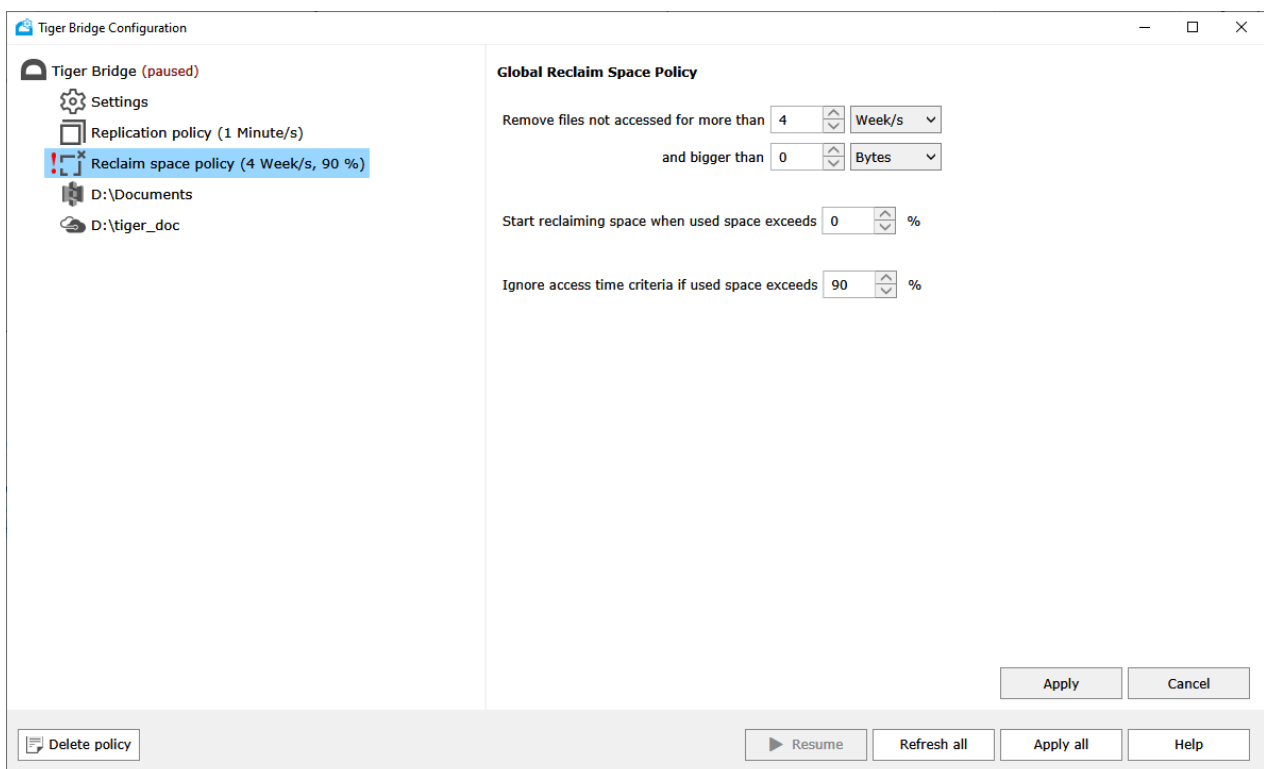 Tiger Bridge Configuration
Tiger Bridge (paused)
Settings
Replication policy (1 Minute/s)
Reclaim space policy (4 Week/s, 90 %)
D:\Documents
D:\tiger_doc
Global Reclaim Space Policy
Remove files not accessed for more than 4 Week/s
and bigger than 0 Bytes
Start reclaiming space when used space exceeds 0 %
Ignore access time criteria if used space exceeds 90 %
Apply Cancel
Delete policy Resume Refresh all Apply all Help